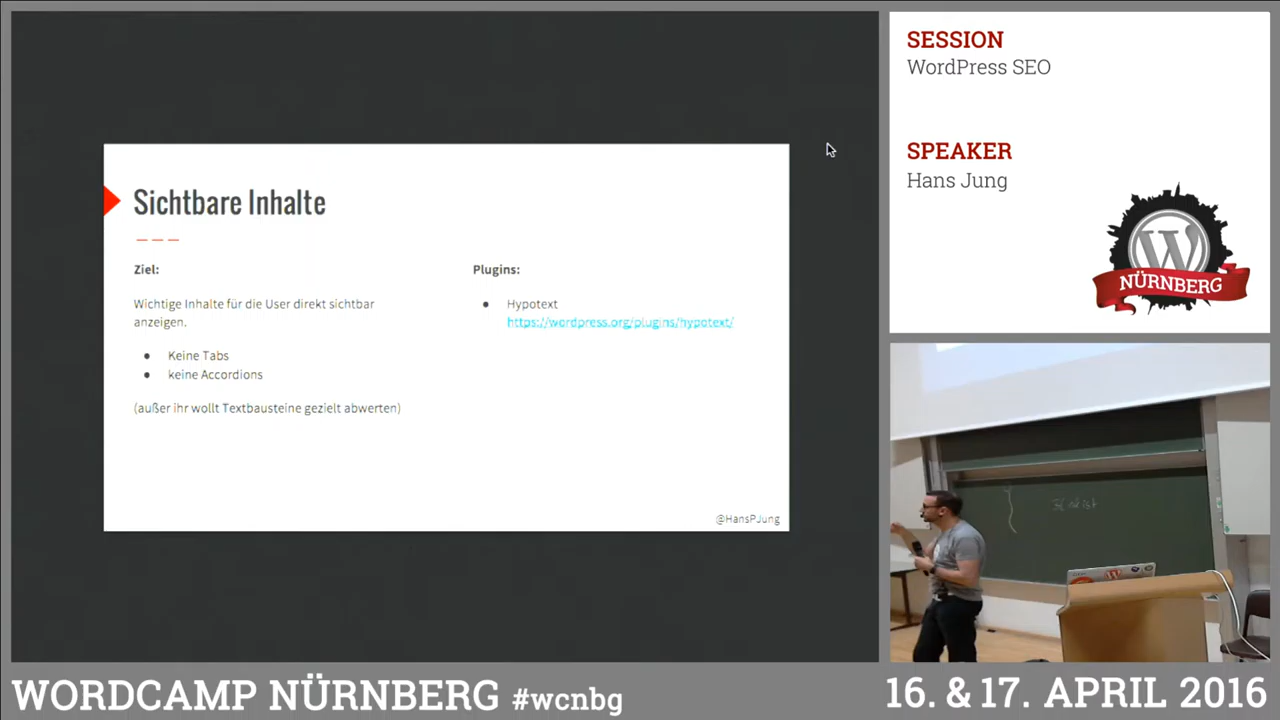 Sichtbare Inhalte
Ziel:
Wichtige Inhalte für die User direkt sichtbar
anzeigen.
● Keine Tabs
● keine Accordions
(außer ihr wollt Textbausteine gezielt abwerten)
Plugins:
● Hypotext
https://wordpress.org/plugins/hypotext/
@HansPJung
SESSION
WordPress SEO
SPEAKER
Hans Jung
W
NÜRNBERG
WORDCAMP NÜRNBERG #wcnbg
16. & 17. APRIL 2016